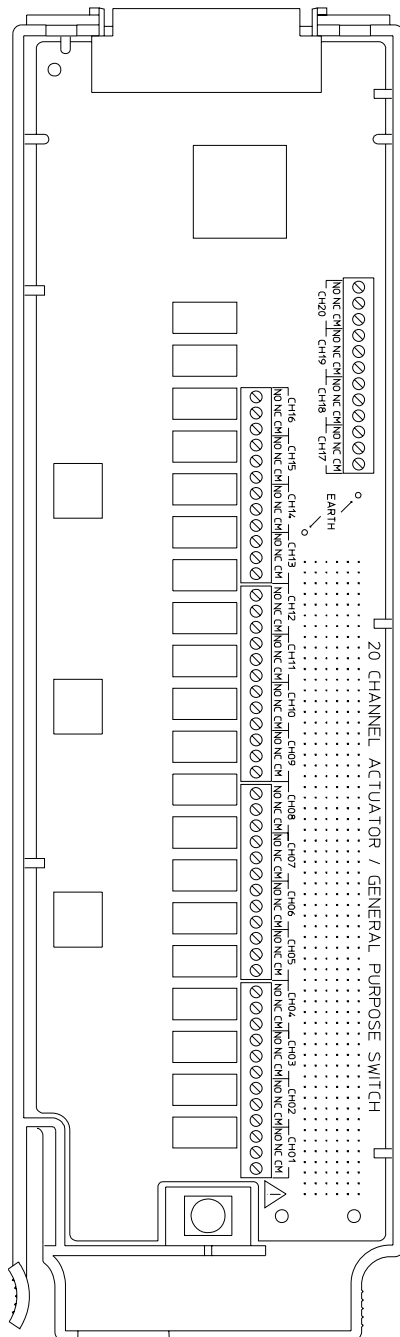 NO NC CM NO NC CM NO NC CM NO NC CM
CH20 CH19 CH18 CH17
CH16 CH15 CH14 CH13
NO NC CM NO NC CM NO NC CM NO NC CM
EARTH
CH12 CH11 CH10 CH09
NO NC CM NO NC CM NO NC CM NO NC CM
20 CHANNEL ACTUATOR / GENERAL PURPOSE SWITCH
CH08 CH07 CH06 CH05
NO NC CM NO NC CM NO NC CM NO NC CM
CH04 CH03 CH02 CH01
NO NC CM NO NC CM NO NC CM NO NC CM
!